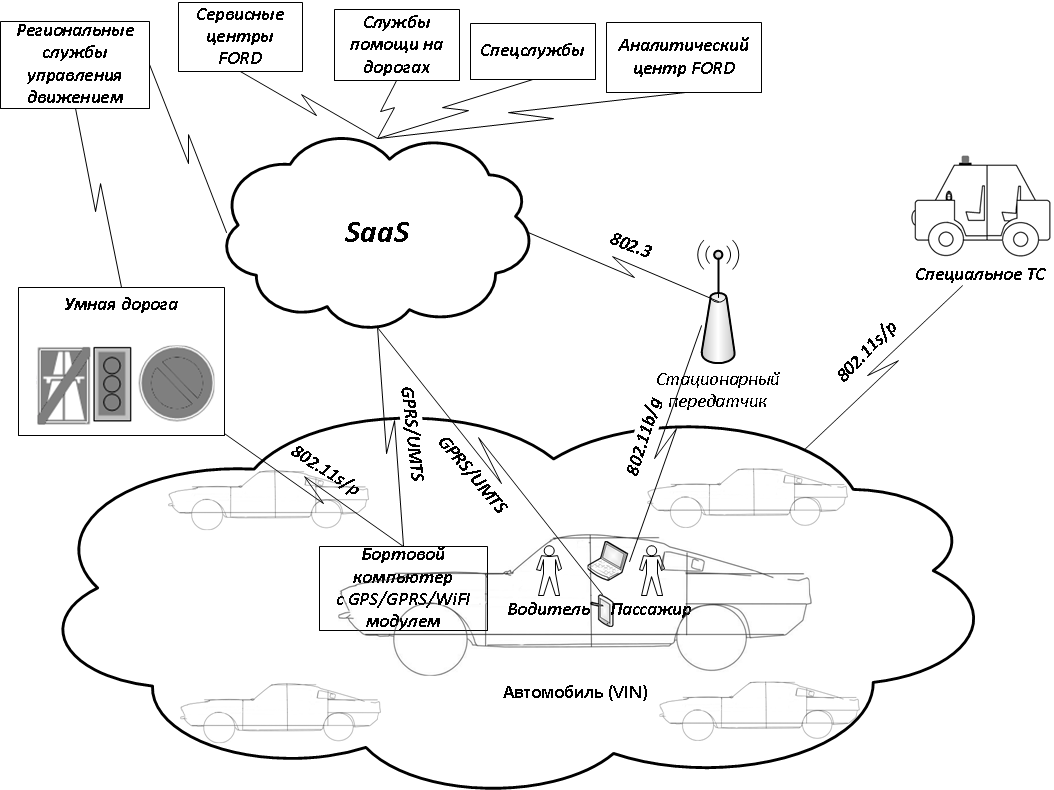 Региональные
службы
управления
движением
Сервисные
центры
FORD
Службы
помощи на
дорогах
Спецслужбы
Аналитический
центр FORD
SaaS
802.3
Специальное ТС
Умная дорога
Стационарный
передатчик
802.11s/p
GPRS/UMTS
GPRS/UMTS
802.11b/g
802.11s/p
Бортовой
компьютер
с GPS/GPRS/WiFI
модулем
Водитель
Пассажир
Автомобиль (VIN)